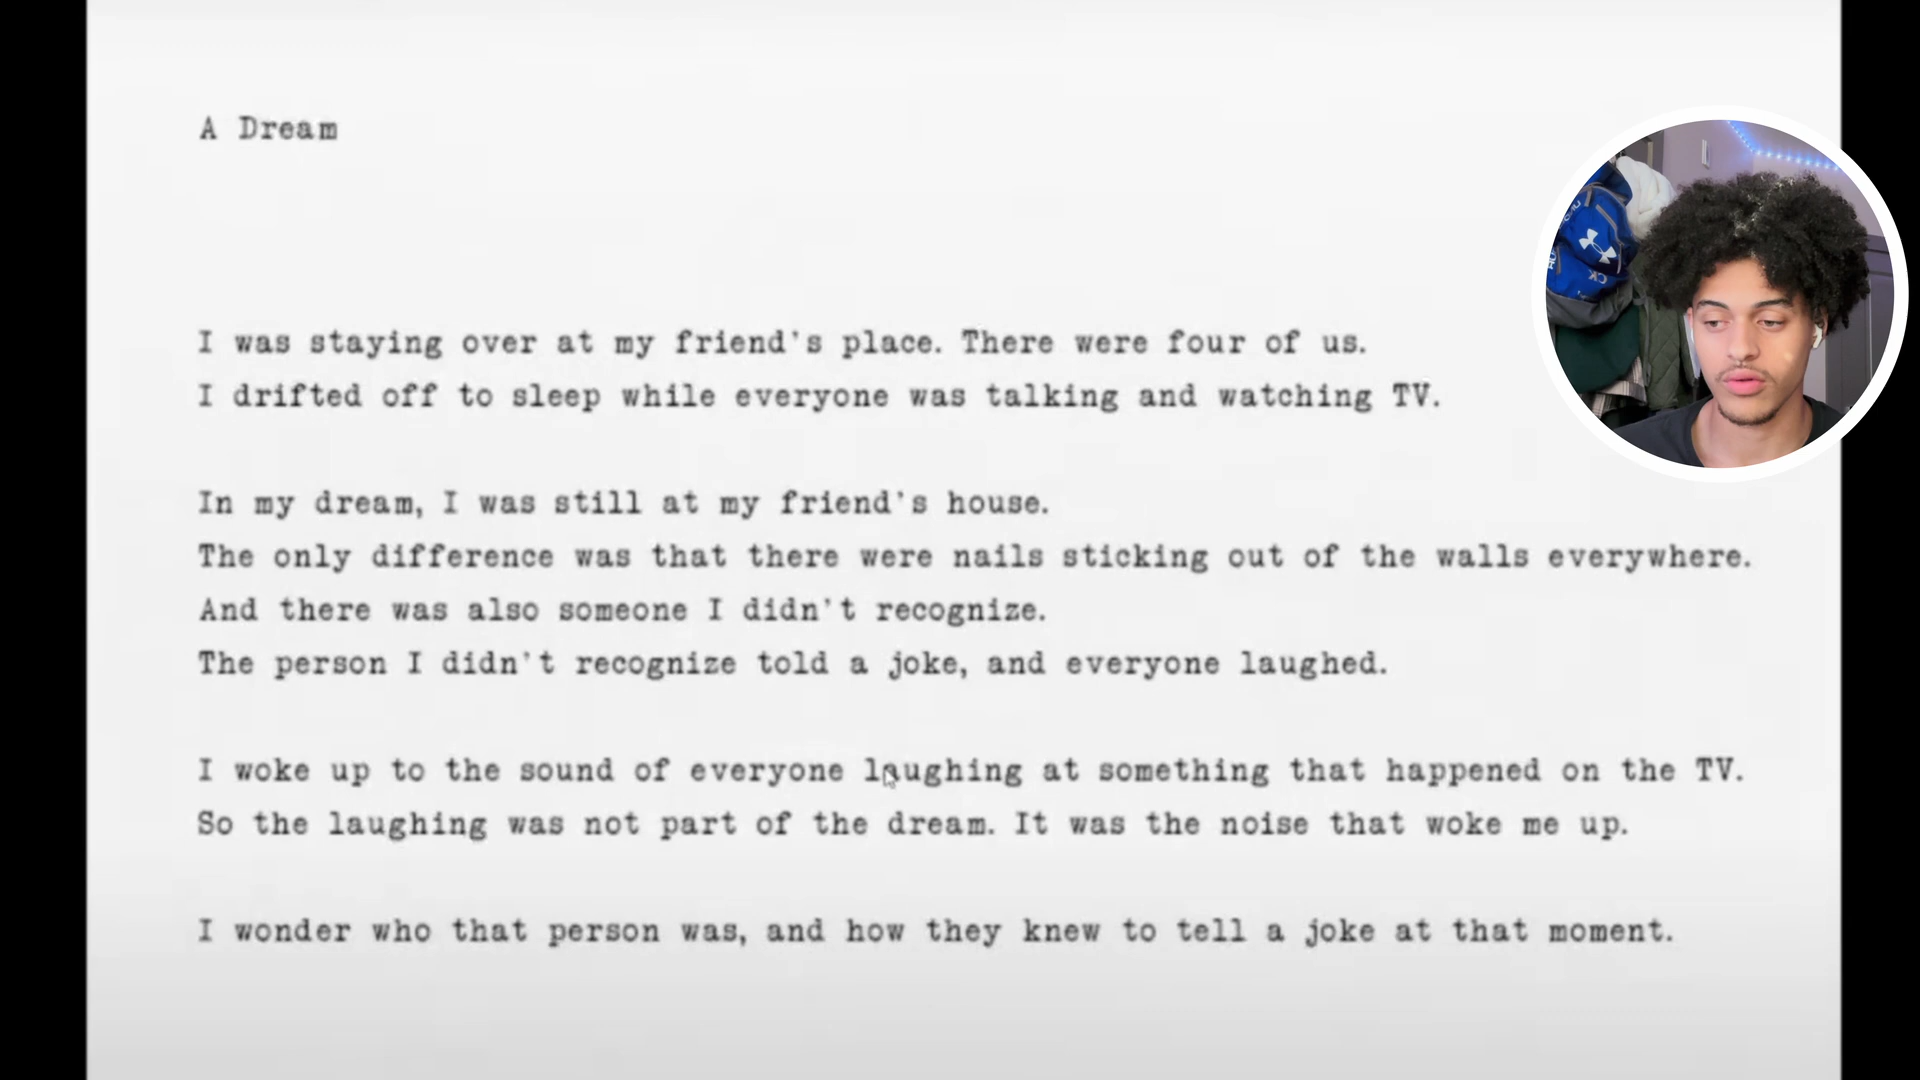 A Dream
I was staying over at my friend's place. There were four of us.
I drifted off to sleep while everyone was talking and watching TV.
In my dream, I was still at my friend's house.
The only difference was that there were nails sticking out of the walls everywhere.
And there was also someone I didn't recognize.
The person I didn't recognize told a joke, and everyone laughed.
I woke up to the sound of everyone laughing at something that happened on the TV.
So the laughing was not part of the dream. It was the noise that woke me up.
I wonder who that person was, and how they knew to tell a joke at that moment.